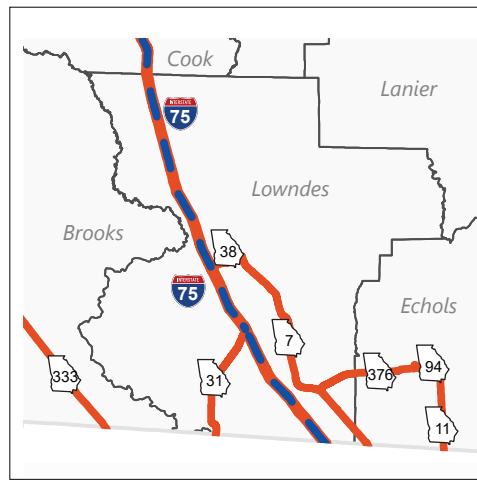 Cook
Lanier
INTERSTATE
75
Lowndes
Brooks
38
INTERSTATE
75
Echols
7
333
31
376
94
11